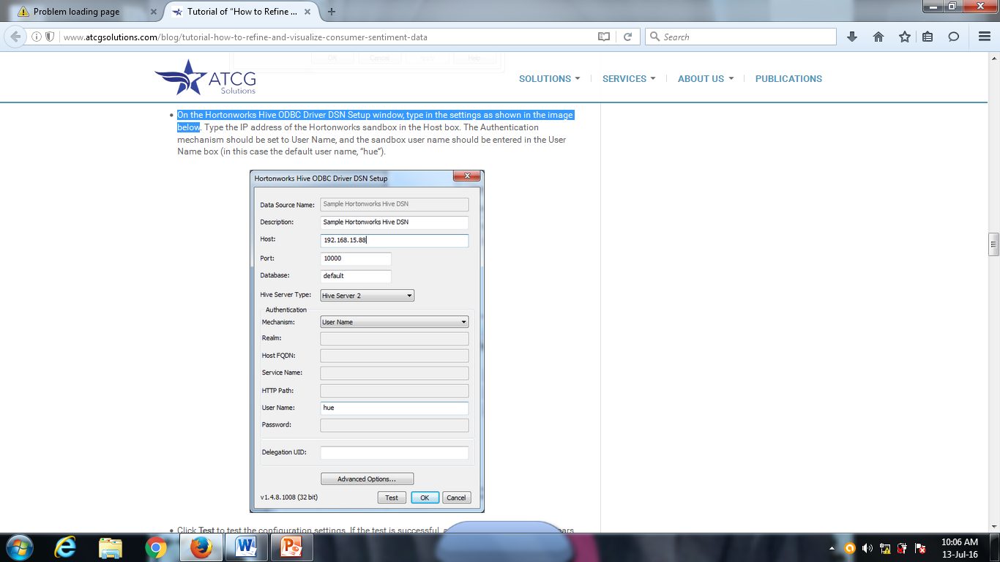 Problem loading page
Tutorial of “How to Refine ...
www.atcgsolutions.com/blog/tutorial-how-to-refine-and-visualize-consumer-sentiment-data
Search
OK Cancel Apply Help
ATCG
Solutions
SOLUTIONS
SERVICES
ABOUT US
PUBLICATIONS
• On the Hortonworks Hive ODBC Driver DSN Setup window, type in the settings as shown in the image
below. Type the IP address of the Hortonworks sandbox in the Host box. The Authentication
mechanism should be set to User Name, and the sandbox user name should be entered in the User
Name box (in this case the default user name, “hue”).
Hortonworks Hive ODBC Driver DSN Setup
Data Source Name: Sample Hortonworks Hive DSN
Description: Sample Hortonworks Hive DSN
Host: 192.168.15.88
Port: 10000
Database: default
Hive Server Type: Hive Server 2
Authentication
Mechanism: User Name
Realm:
Host FQDN:
Service Name:
HTTP Path:
User Name: hue
Password:
Delegation UID:
Advanced Options...
v1.4.8.1008 (32 bit) Test OK Cancel
• Click Test to test the configuration settings. If the test is successful,
10:06 AM
13-Jul-16